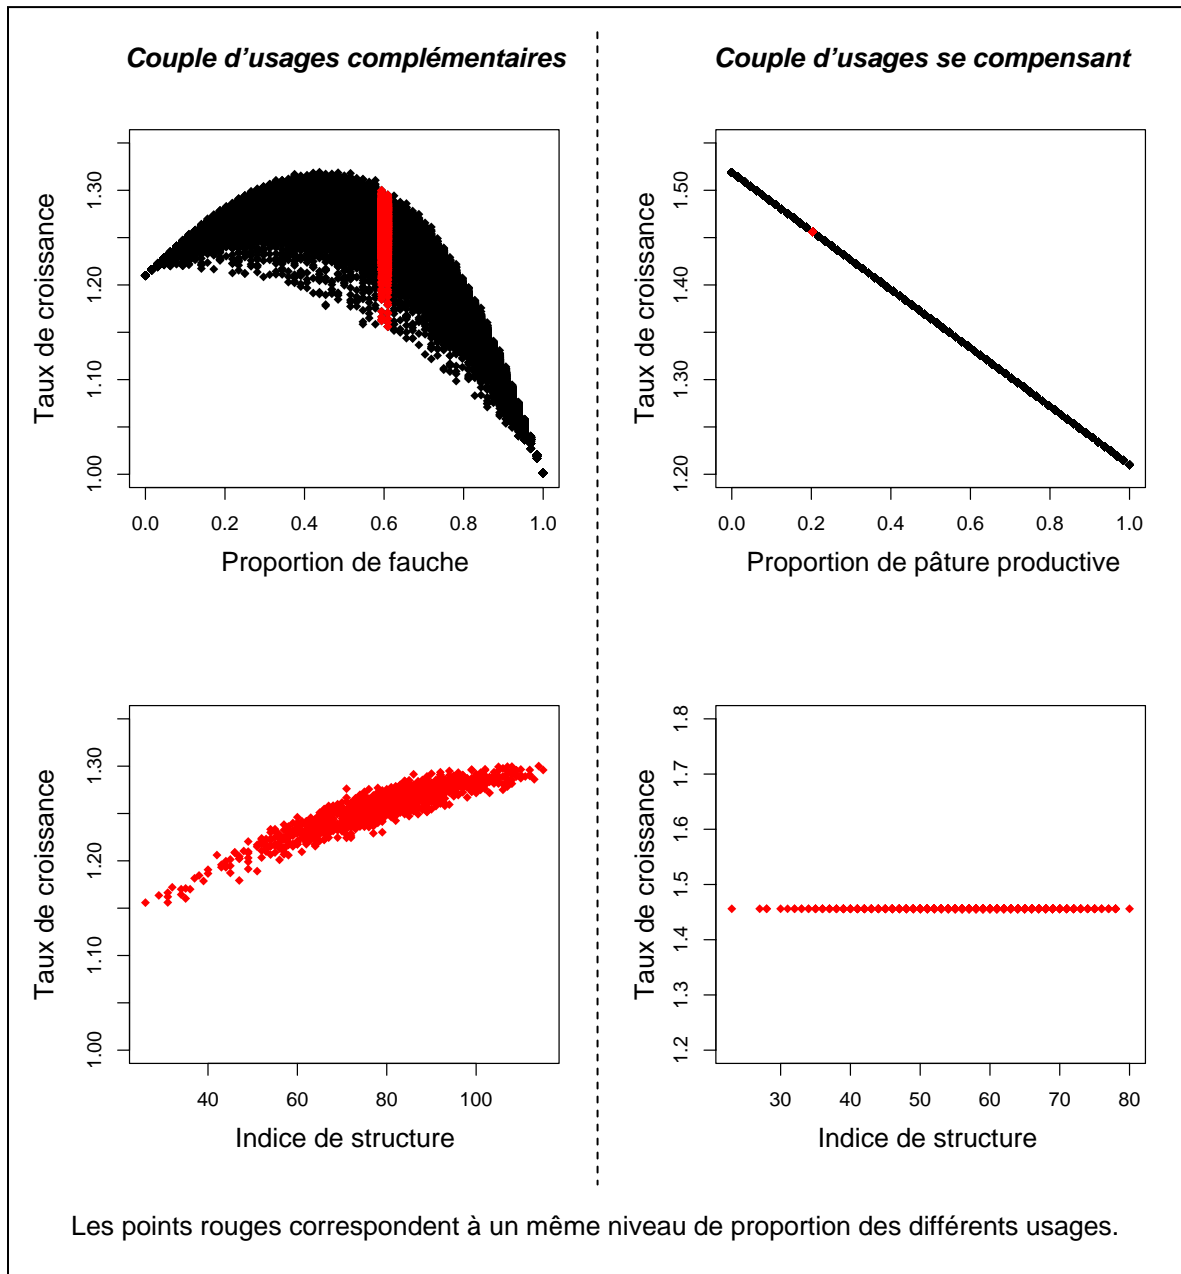 Couple d’usages complémentaires
Couple d’usages se compensant
Taux de croissance
1.00 1.10 1.20 1.30
0.0 0.2 0.4 0.6 0.8 1.0
Proportion de fauche
Taux de croissance
1.20 1.30 1.40 1.50
0.0 0.2 0.4 0.6 0.8 1.0
Proportion de pâture productive
Taux de croissance
1.00 1.10 1.20 1.30
40 60 80 100
Indice de structure
Taux de croissance
1.2 1.3 1.4 1.5 1.6 1.7 1.8
30 40 50 60 70 80
Indice de structure
Les points rouges correspondent à un même niveau de proportion des différents usages.